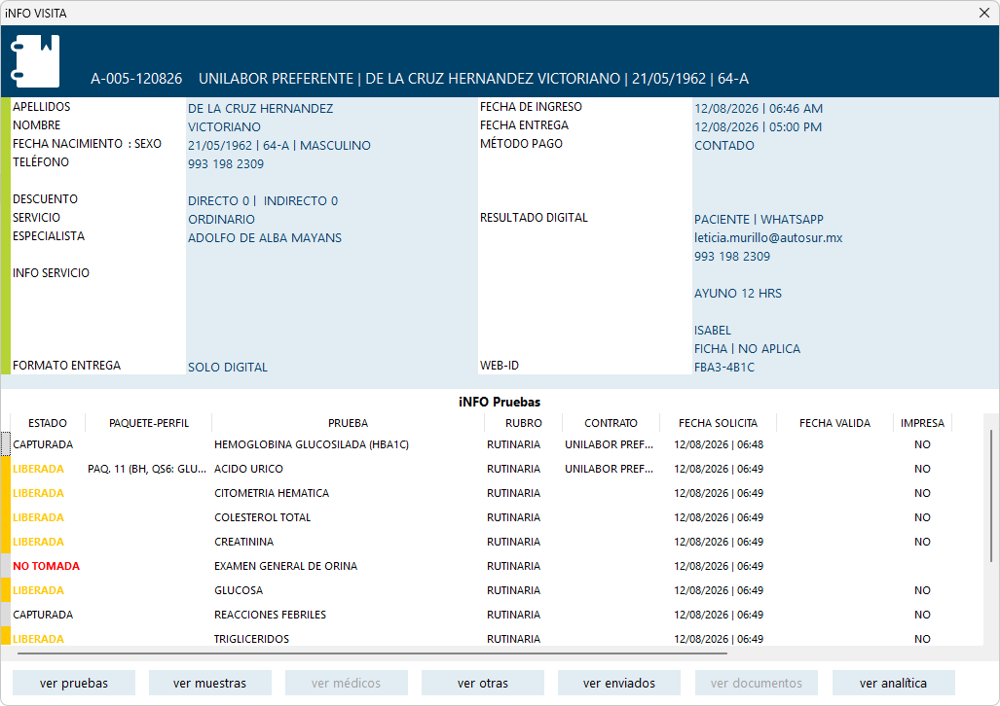 iNFO VISITA
A-005-120826 UNILABOR PREFERENTE | DE LA CRUZ HERNANDEZ VICTORIANO | 21/05/1962 | 64-A
APELLIDOS DE LA CRUZ HERNANDEZ FECHA DE INGRESO 12/08/2026 | 06:46 AM
NOMBRE VICTORIANO FECHA ENTREGA 12/08/2026 | 05:00 PM
FECHA NACIMIENTO : SEXO 21/05/1962 | 64-A | MASCULINO MÉTODO PAGO CONTADO
TELÉFONO 993 198 2309
DESCUENTO DIRECTO 0 | INDIRECTO 0
SERVICIO ORDINARIO RESULTADO DIGITAL PACIENTE | WHATSAPP
ESPECIALISTA ADOLFO DE ALBA MAYANS leticia.murillo@autosur.mx
993 198 2309
INFO SERVICIO
AYUNO 12 HRS
ISABEL
FICHA | NO APLICA
FORMATO ENTREGA SOLO DIGITAL WEB-ID FBA3-4B1C
iNFO Pruebas
ESTADO PAQUETE-PERFIL PRUEBA RUBRO CONTRATO FECHA SOLICITA FECHA VALIDA IMPRESA
CAPTURADA HEMOGLOBINA GLUCOSILADA (HBA1C) RUTINARIA UNILABOR PREF... 12/08/2026 | 06:48 NO
LIBERADA PAQ. 11 (BH, QS6: GLU... ACIDO URICO RUTINARIA UNILABOR PREF... 12/08/2026 | 06:49 NO
LIBERADA CITOMETRIA HEMATICA RUTINARIA 12/08/2026 | 06:49 NO
LIBERADA COLESTEROL TOTAL RUTINARIA 12/08/2026 | 06:49 NO
LIBERADA CREATININA RUTINARIA 12/08/2026 | 06:49 NO
NO TOMADA EXAMEN GENERAL DE ORINA RUTINARIA 12/08/2026 | 06:49
LIBERADA GLUCOSA RUTINARIA 12/08/2026 | 06:49 NO
CAPTURADA REACCIONES FEBRILES RUTINARIA 12/08/2026 | 06:49 NO
LIBERADA TRIGLICERIDOS RUTINARIA 12/08/2026 | 06:49 NO
ver pruebas ver muestras ver médicos ver otras ver enviados ver documentos ver analítica